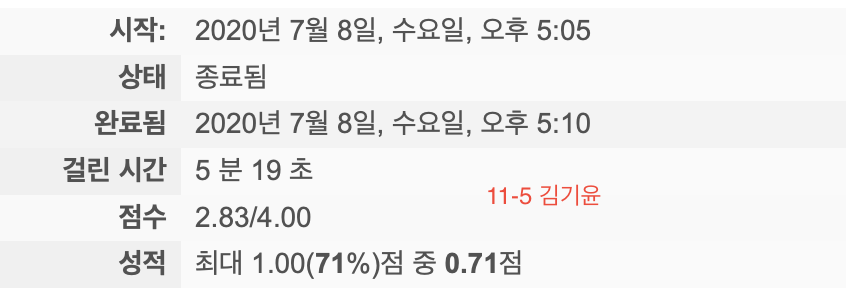 시작: 2020년 7월 8일, 수요일, 오후 5:05
상태 종료됨
완료됨 2020년 7월 8일, 수요일, 오후 5:10
걸린 시간 5 분 19 초
11-5 김기윤
점수 2.83/4.00
성적 최대 1.00(71%)점 중 0.71점